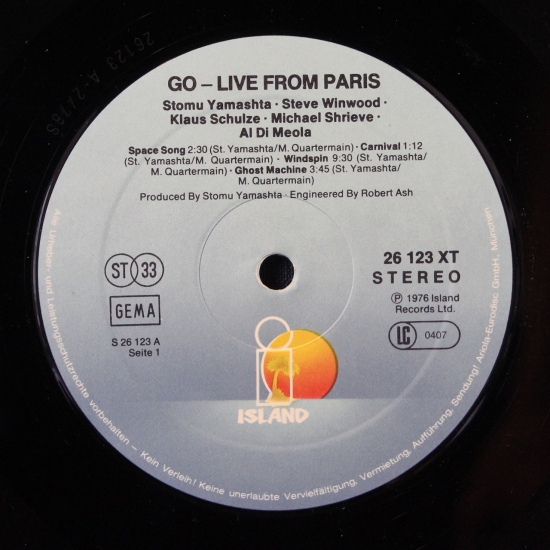 GO – LIVE FROM PARIS
Stomu Yamashta · Steve Winwood ·
Klaus Schulze · Michael Shrieve ·
Al Di Meola
Space Song 2:30 (St. Yamashta/M. Quartermain) · Carnival 1:12
(St. Yamashta/M. Quartermain) · Windspin 9:30 (St. Yamashta/
M. Quartermain) · Ghost Machine 3:45 (St. Yamashta/
M. Quartermain)
Produced By Stomu Yamashta · Engineered By Robert Ash
ST 33
GEMA
S 26 123 A
Seite 1
26 123 XT
STEREO
Ⓟ 1976 Island
Records Ltd.
LC 0407
ISLAND
Alle Urheber- und Leistungsschutzrechte vorbehalten – Kein Verleih! Keine unerlaubte Vervielfältigung, Vermietung, Aufführung, Sendung! Ariola-Eurodisc GmbH, München